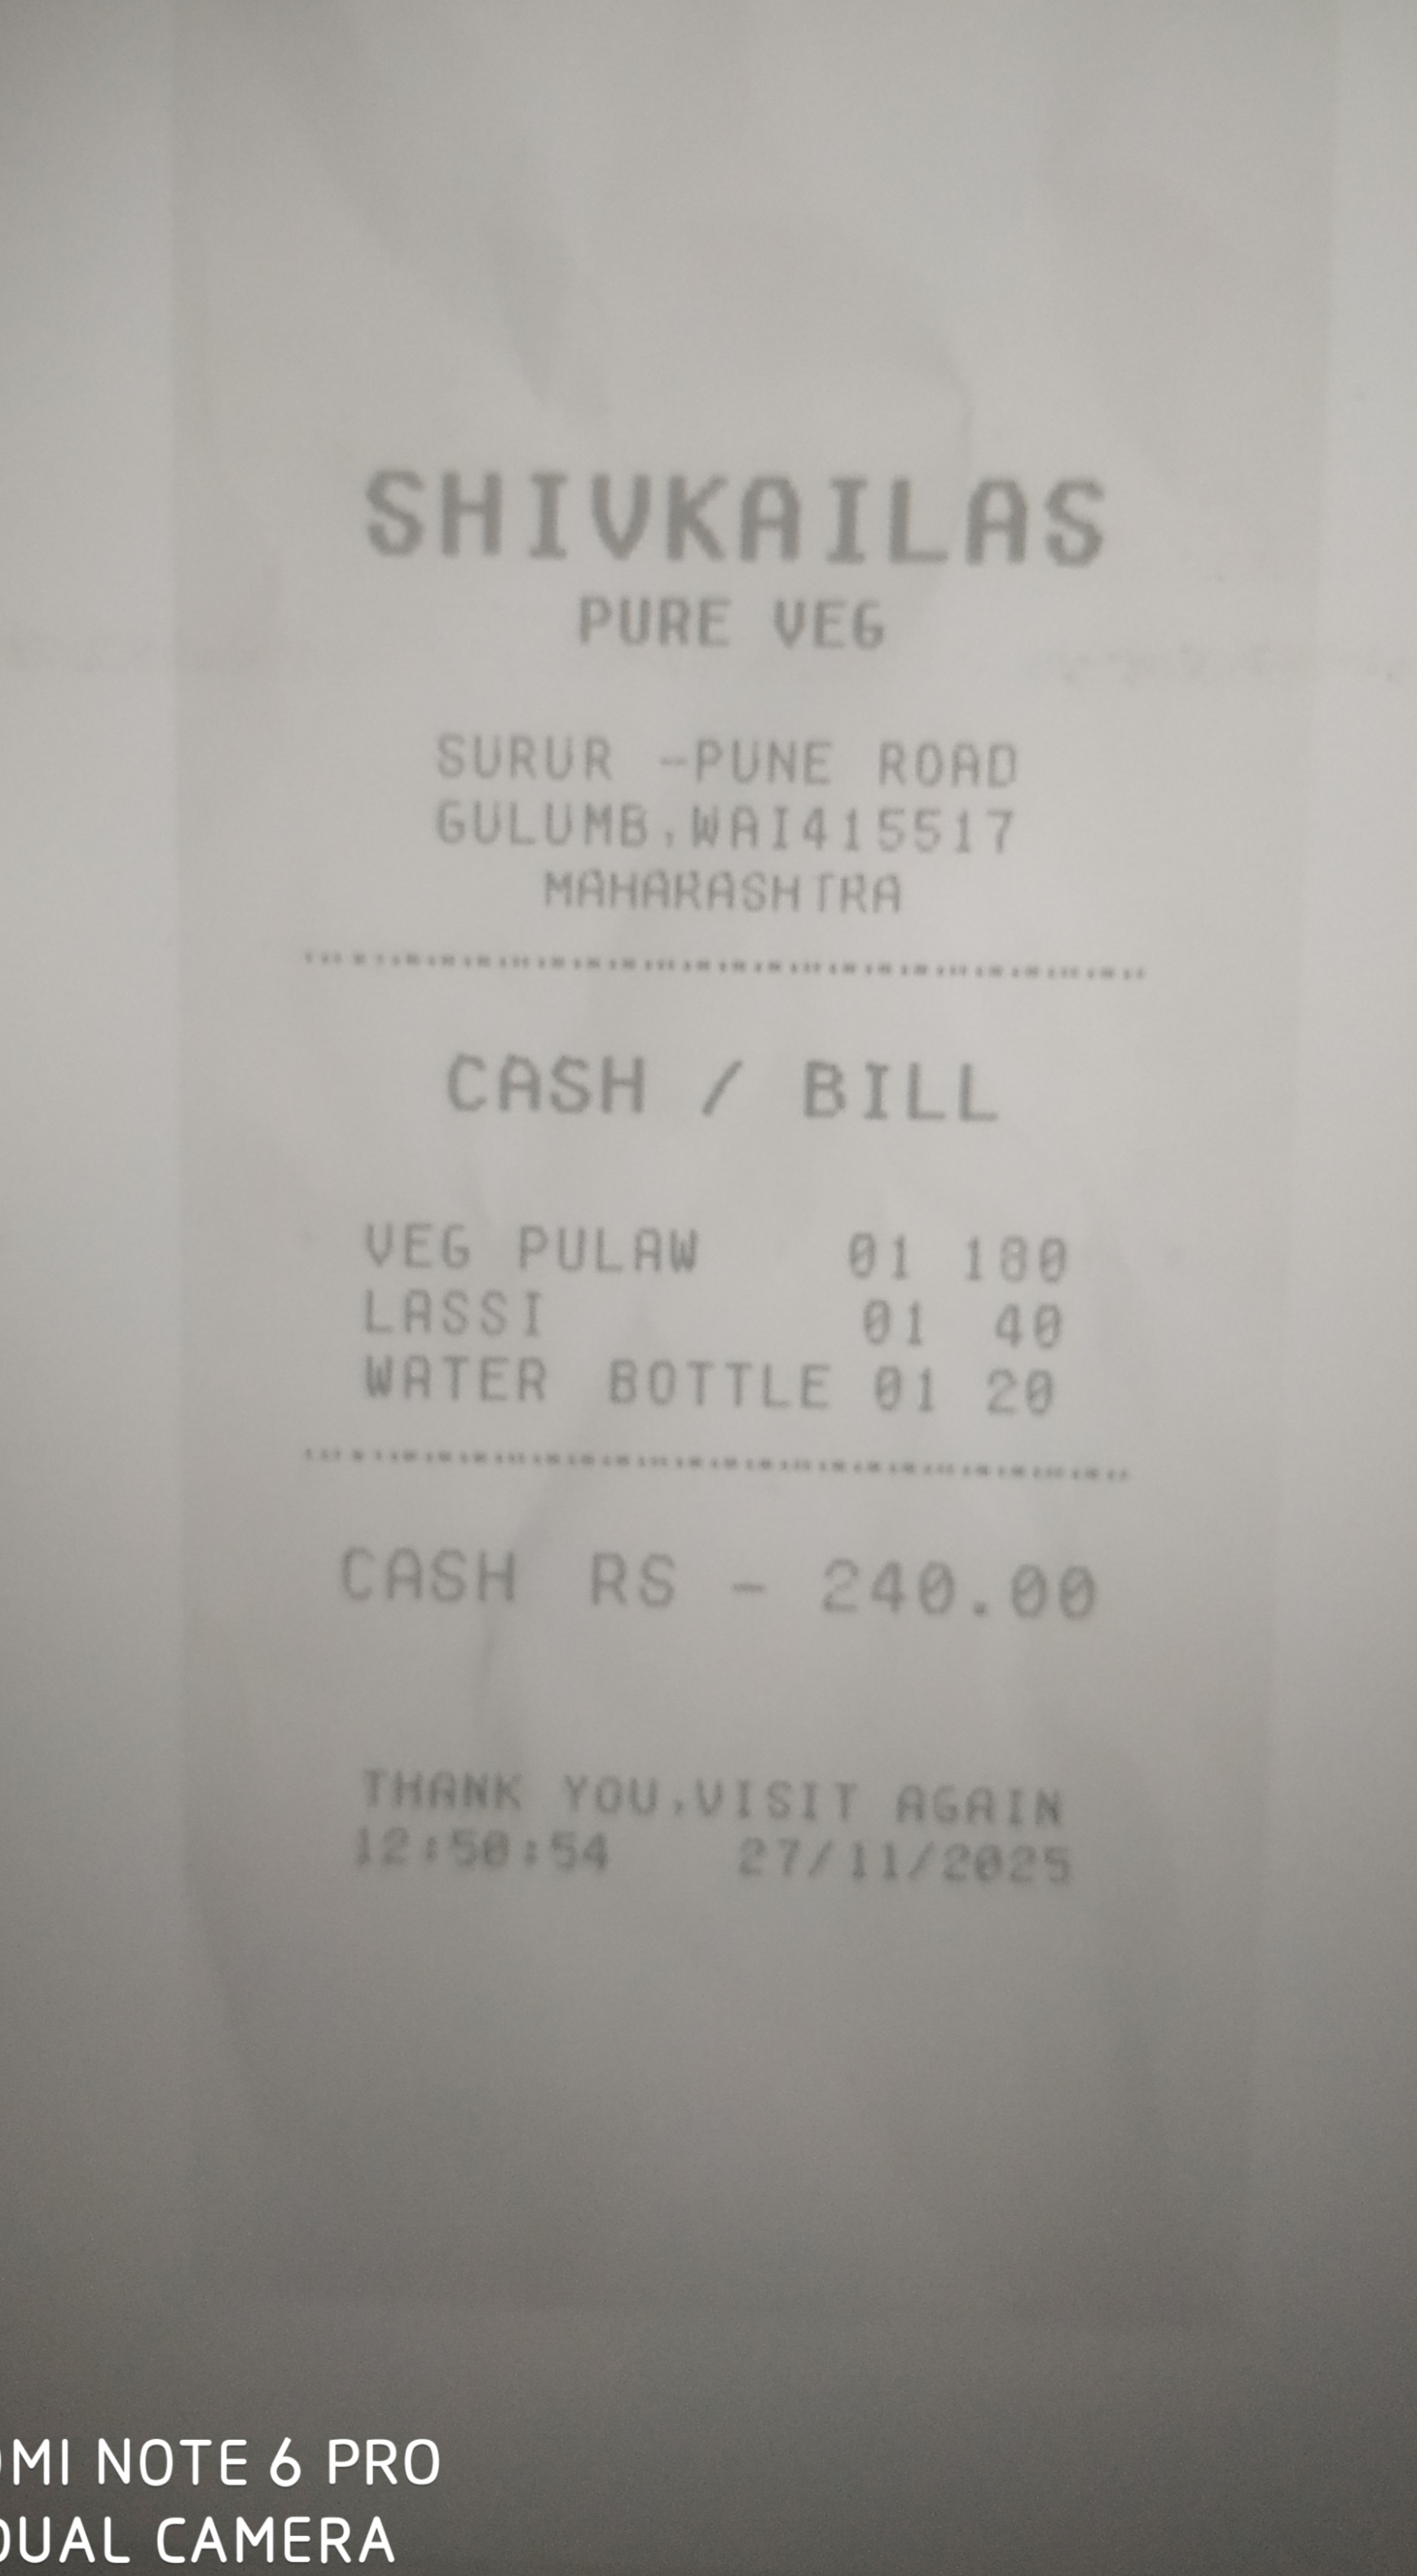 SHIVKAILAS
PURE VEG
SURUR -PUNE ROAD
GULUMB,WAI415517
MAHARASHTRA
CASH / BILL
VEG PULAW 01 180
LASSI 01 40
WATER BOTTLE 01 20
CASH RS - 240.00
THANK YOU,VISIT AGAIN
12:50:54 27/11/2025
MI NOTE 6 PRO
DUAL CAMERA